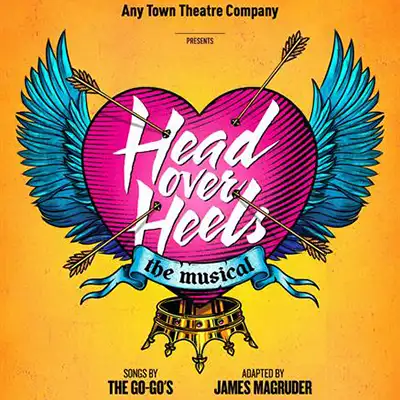 Any Town Theatre Company
PRESENTS
Head
over
Heels
the musical
SONGS BY
THE GO-GO'S
ADAPTED BY
JAMES MAGRUDER